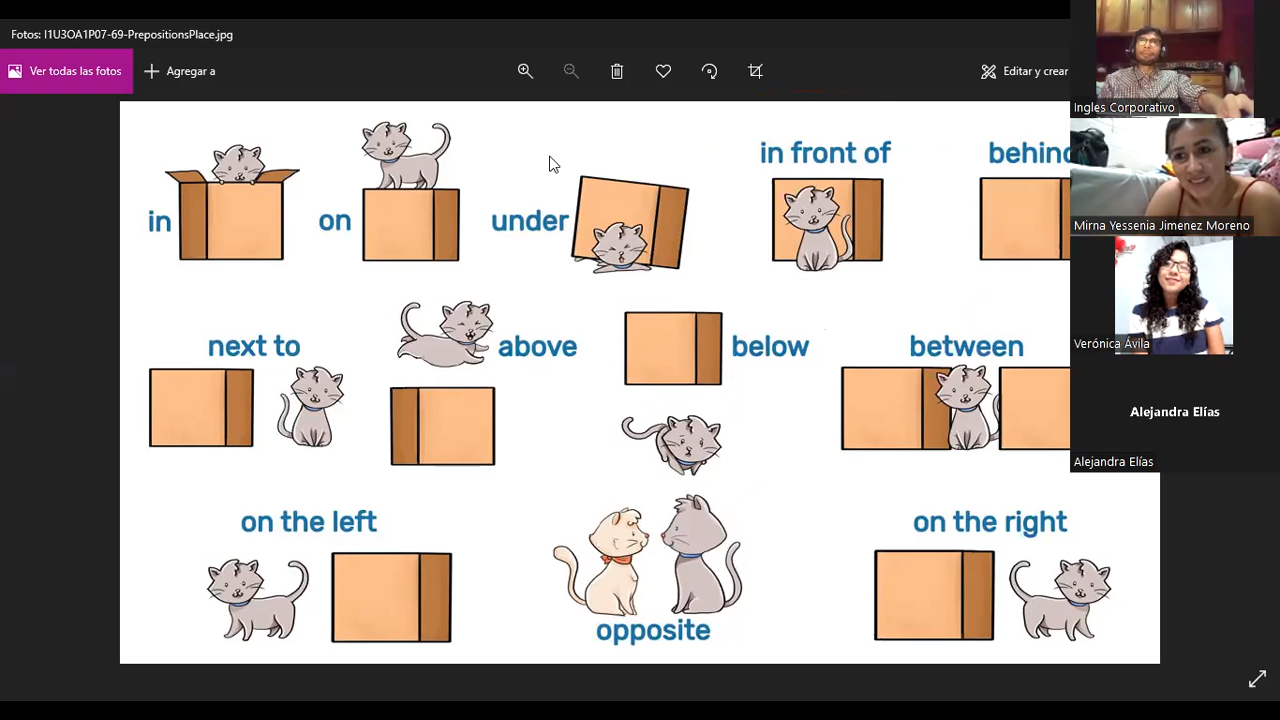 Fotos: I1U3OA1P07-69-PrepositionsPlace.jpg
Ver todas las fotos
Agregar a
Editar y crear
Ingles Corporativo
Mirna Yessenia Jimenez Moreno
Verónica Ávila
Alejandra Elías
Alejandra Elías
in
on
under
in front of
behind
next to
above
below
between
on the left
opposite
on the right